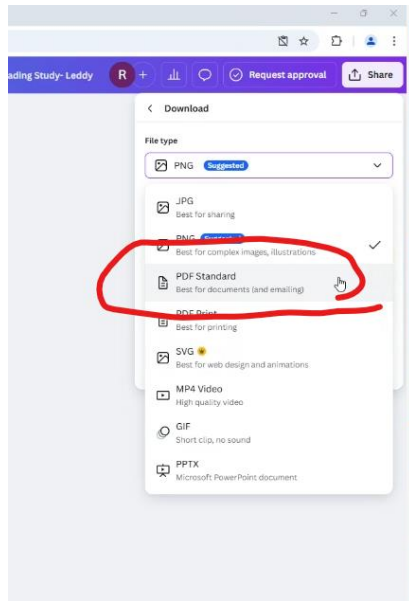 ading Study- Leddy
R
+
Request approval
Share
Download
File type
PNG Suggested
JPG
Best for sharing
PNG
Best for complex images, illustrations
PDF Standard
Best for documents (and emailing)
PDF Print
Best for printing
SVG
Best for web design and animations
MP4 Video
High quality video
GIF
Short clip, no sound
PPTX
Microsoft PowerPoint document